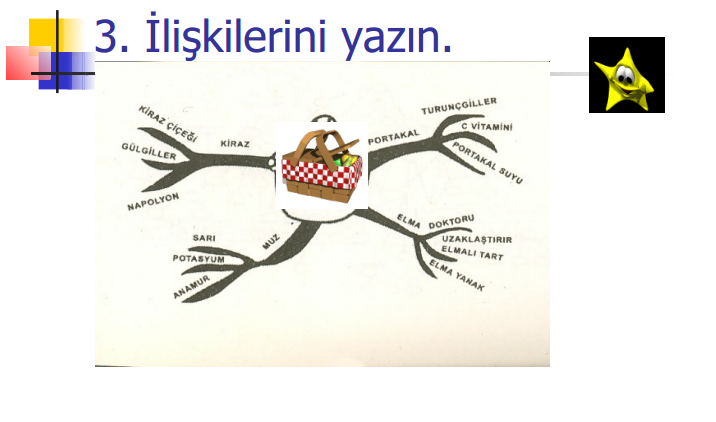 3. İlişkilerini yazın.
KİRAZ ÇİÇEĞİ
GÜLGİLLER
NAPOLYON
KİRAZ
PORTAKAL
TURUNÇGİLLER
C VİTAMİNİ
PORTAKAL SUYU
SARI
POTASYUM
ANAMUR
MUZ
ELMA
DOKTORU
UZAKLAŞTIRIR
ELMALI TART
ELMA YANAK